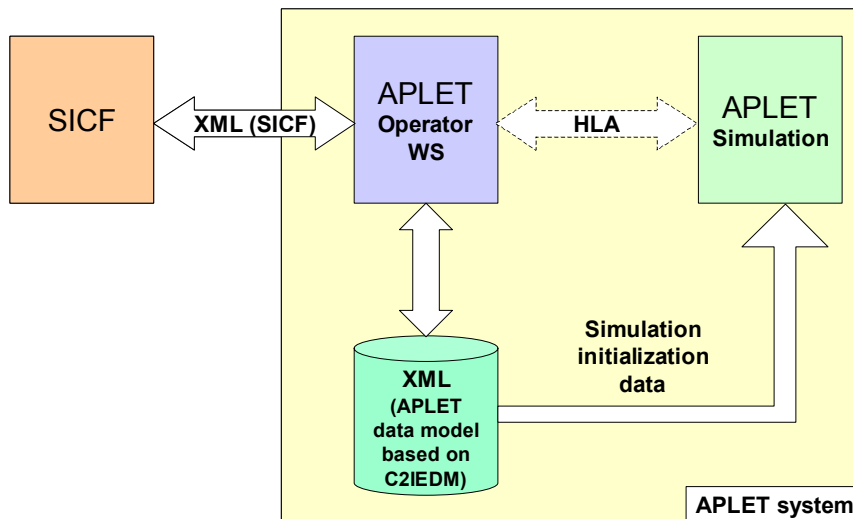 SICF
XML (SICF)
APLET
Operator
WS
HLA
APLET
Simulation
Simulation
initialization
data
XML
(APLET
data model
based on
C2IEDM)
APLET system